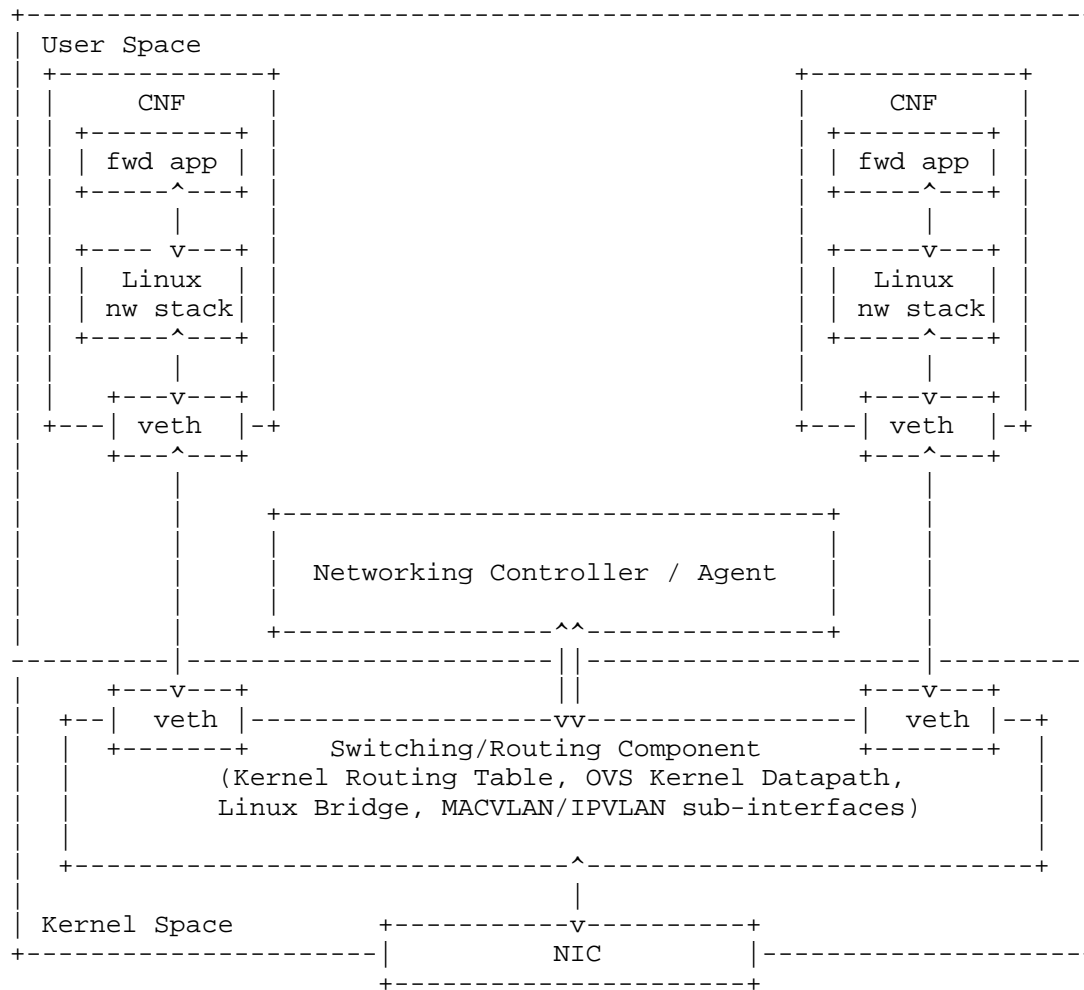 User Space
CNF CNF
fwd app fwd app
Linux Linux
nw stack nw stack
veth veth
Networking Controller / Agent
veth veth
Switching/Routing Component
(Kernel Routing Table, OVS Kernel Datapath,
Linux Bridge, MACVLAN/IPVLAN sub-interfaces)
Kernel Space
NIC